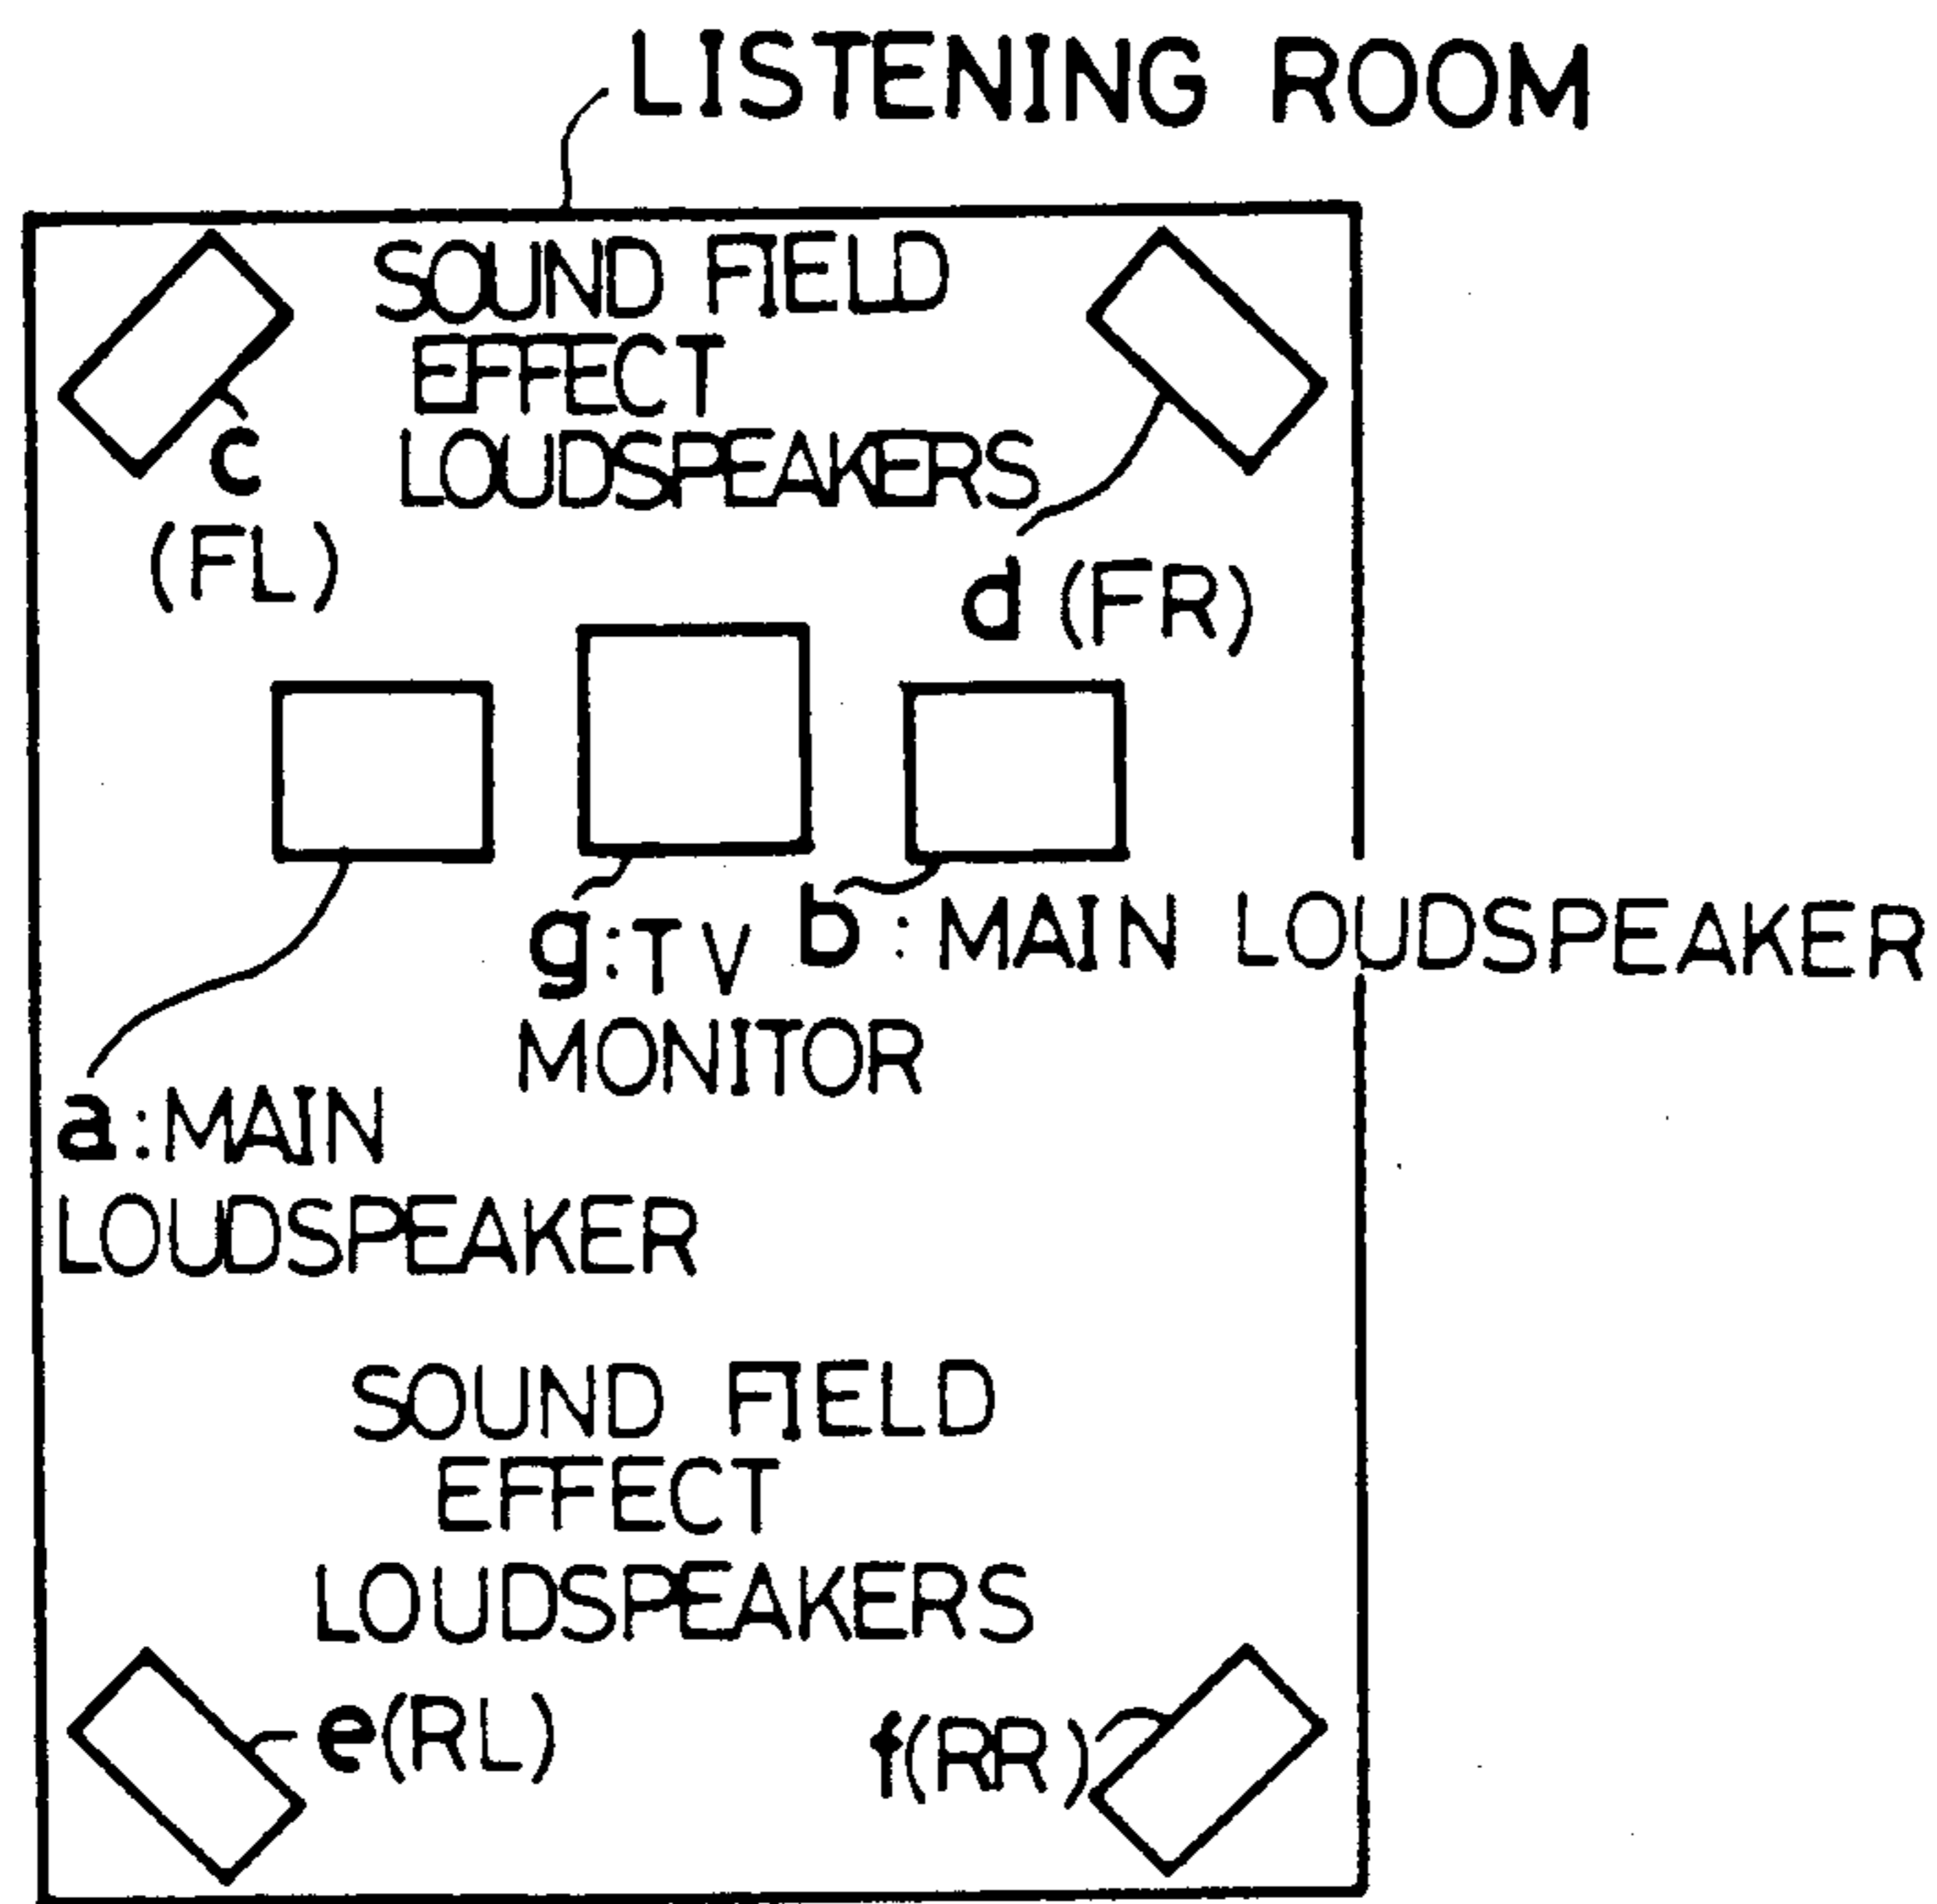 LISTENING ROOM
SOUND FIELD
EFFECT
LOUDSPEAKERS
c
(FL)
d (FR)
g:TV
MONITOR
b: MAIN LOUDSPEAKER
a:MAIN
LOUDSPEAKER
SOUND FIELD
EFFECT
LOUDSPEAKERS
e(RL)
f(RR)